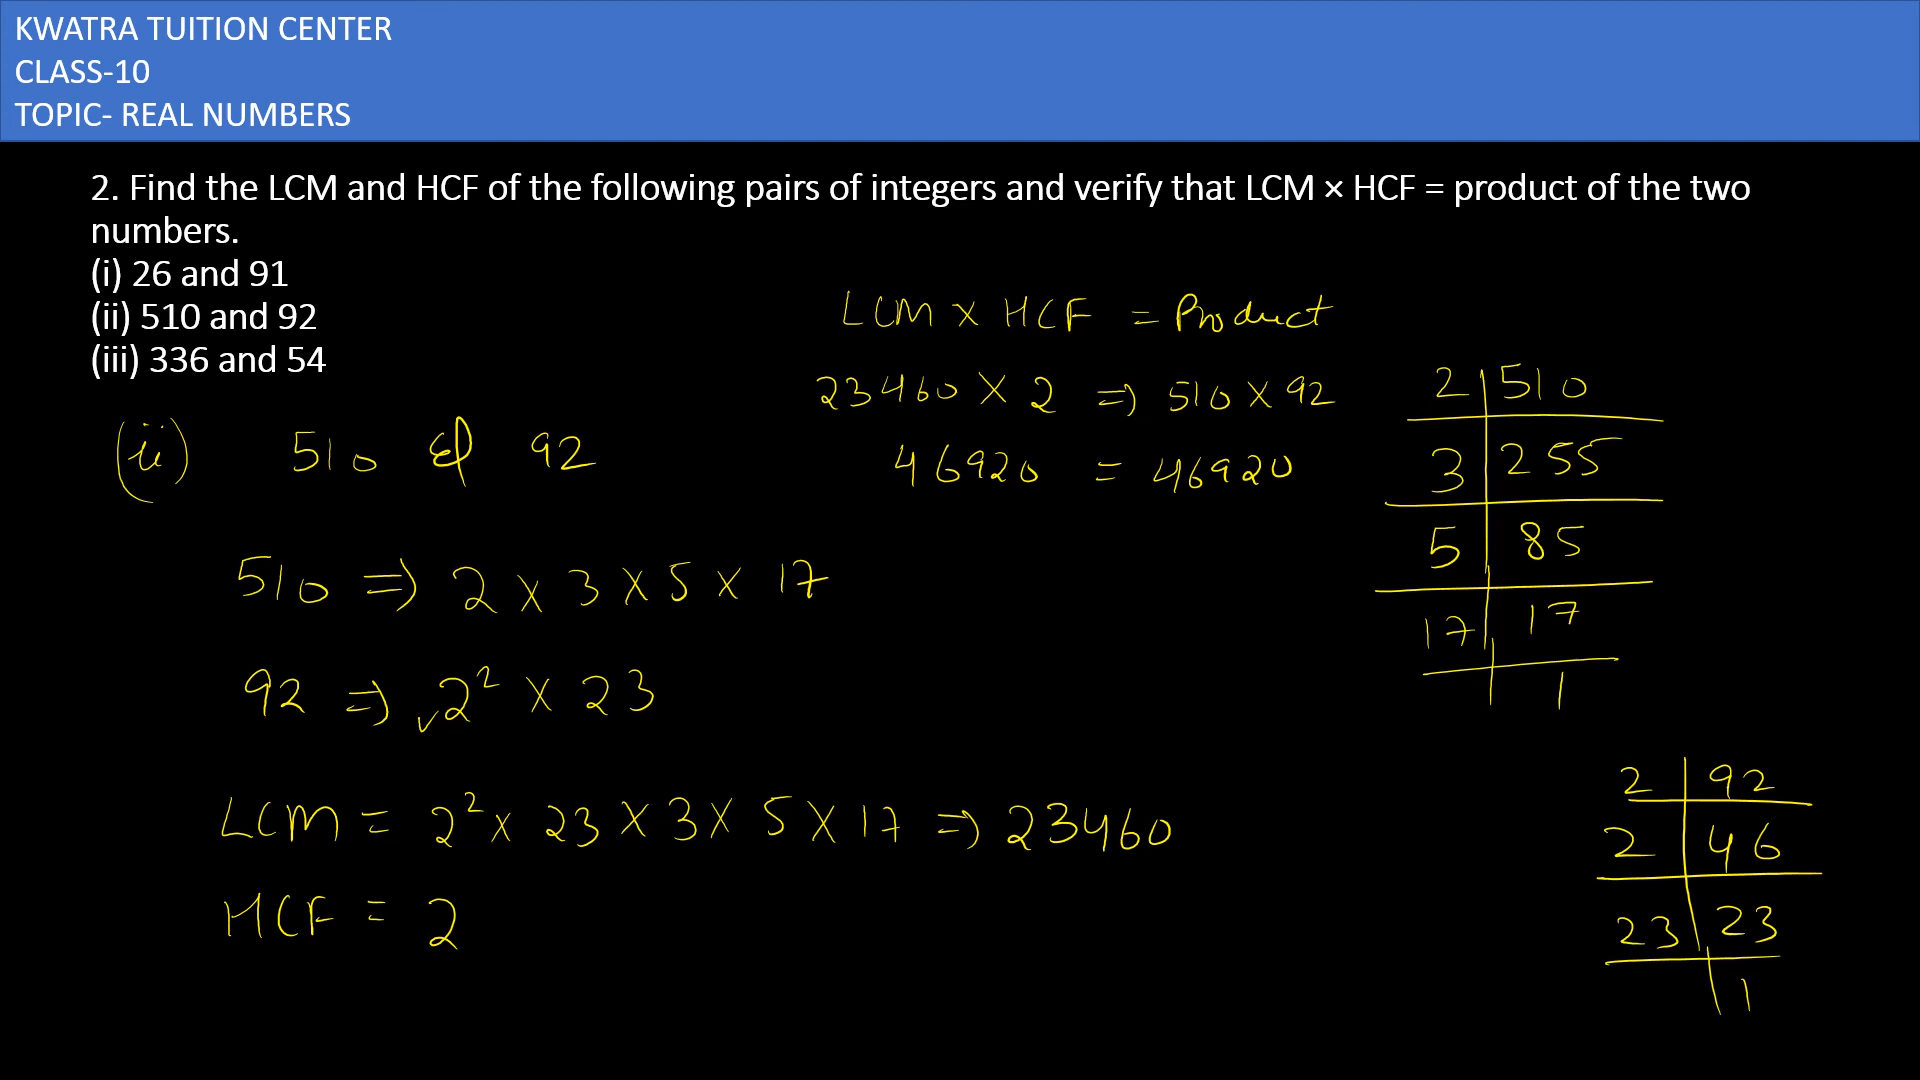 KWATRA TUITION CENTER
CLASS-10
TOPIC- REAL NUMBERS
2. Find the LCM and HCF of the following pairs of integers and verify that LCM × HCF = product of the two
numbers.
(i) 26 and 91
(ii) 510 and 92
(iii) 336 and 54
(ii) 510 & 92
510 => 2 × 3 × 5 × 17
92 => 2² × 23
LCM = 2² × 23 × 3 × 5 × 17 => 23460
HCF = 2
LCM × HCF = Product
23460 × 2 => 510 × 92
46920 = 46920
2 | 510
3 | 255
5 | 85
17 | 17
| 1
2 | 92
2 | 46
23 | 23
| 1